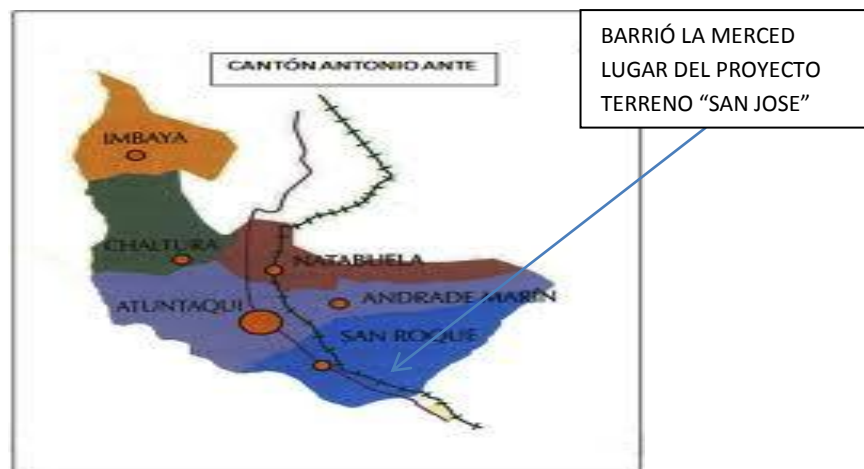 BARRIÓ LA MERCED
LUGAR DEL PROYECTO
TERRENO “SAN JOSE”
CANTÓN ANTONIO ANTE
IMBAYA
CHALTURA
NATABUELA
ATUNTAQUI
ANDRADE MARÍN
SAN ROQUE